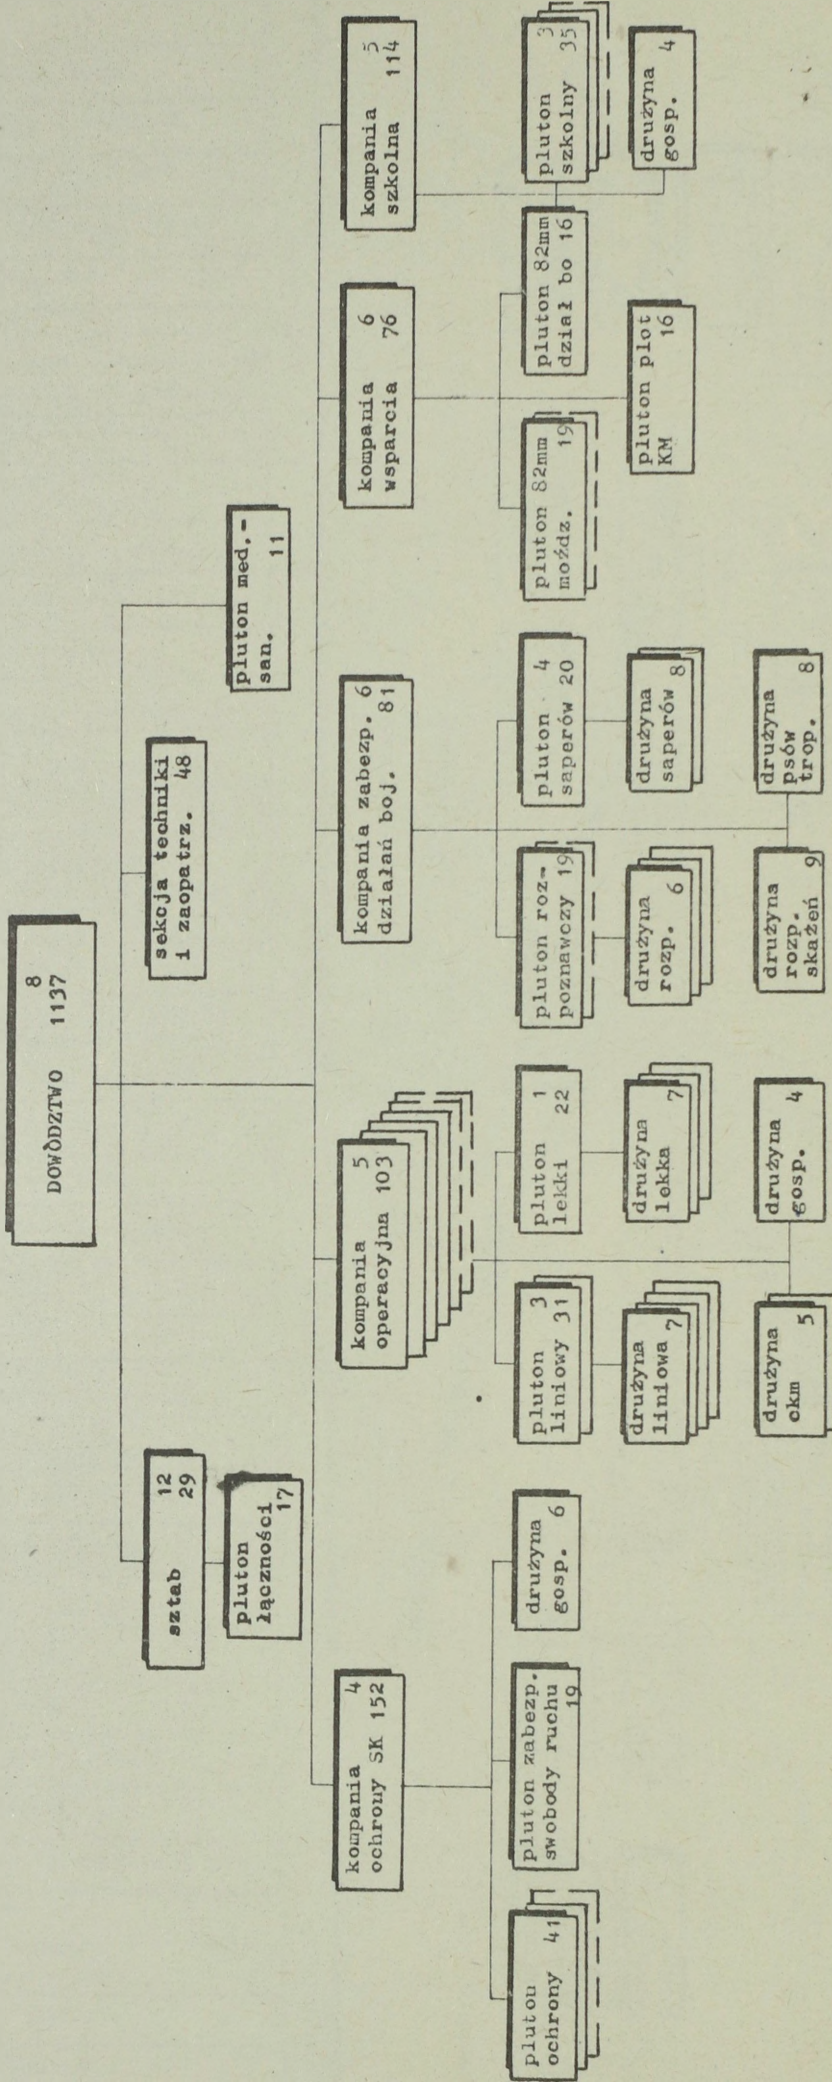 DOWÓDZTWO 8
1137
sztab 12
29
sekcja techniki
i zaopatrz. 48
pluton
łączności
17
pluton med.-
san. 11
kompania 4
ochrony SK 152
kompania 5
operacyjna 103
kompania zabezp. 6
działań boj. 81
kompania 6
wsparcia 76
kompania 5
szkolna 114
pluton
ochrony 41
pluton zabezp.
swobody ruchu
19
drużyna
gosp. 6
pluton 3
liniowy 31
pluton 1
lekki 22
drużyna
liniowa 7
drużyna
lekka 7
drużyna
ckm 5
drużyna
gosp. 4
pluton roz-
poznawczy 19
pluton 4
saperów 20
drużyna
rozp. 6
drużyna
saperów 8
drużyna
rozp.
skażeń 9
drużyna
psów
trop. 8
pluton 82mm
moździ. 19
pluton 82mm
dział bo 16
pluton plot
KM 16
pluton 3
szkolny 35
drużyna
gosp. 4